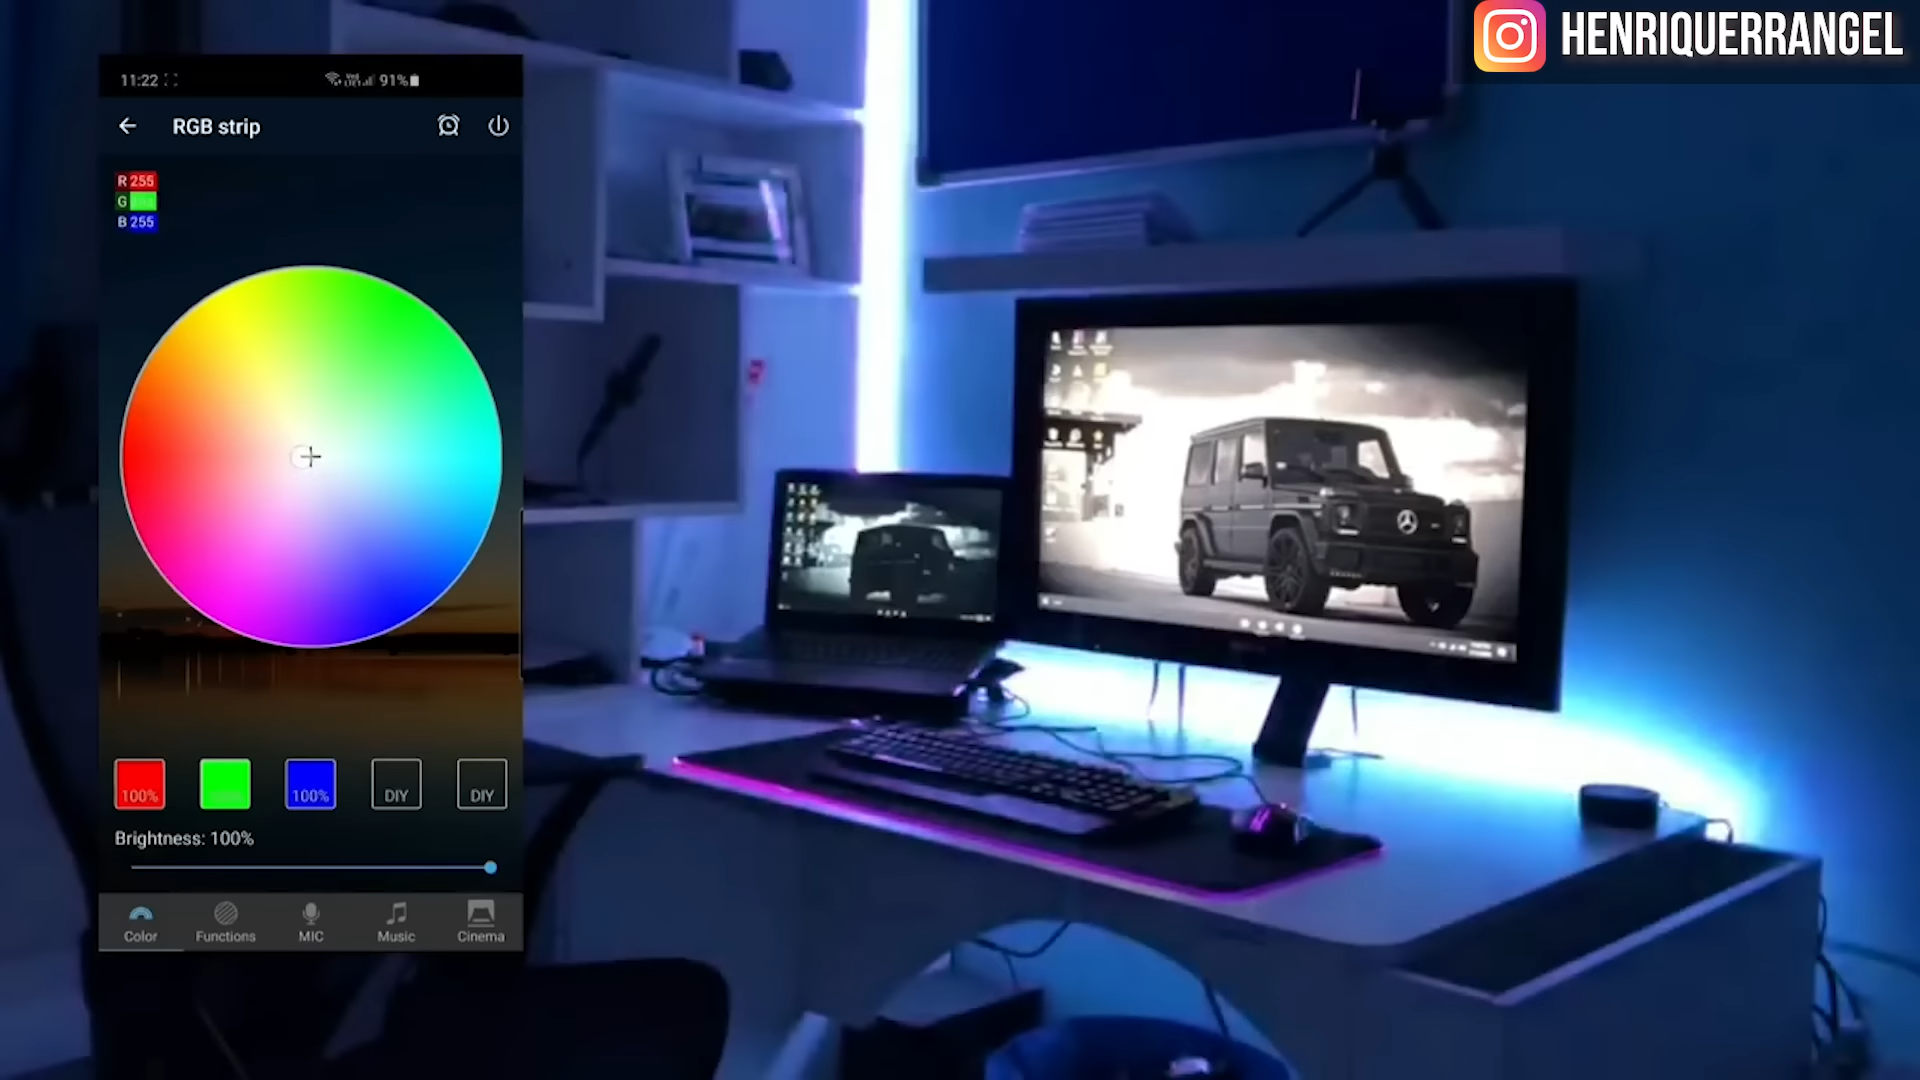 HENRIQUERRANGEL
11:22
91%
RGB strip
R 255
G
B 255
100%
100%
DIY
DIY
Brightness: 100%
Color
Functions
MIC
Music
Cinema